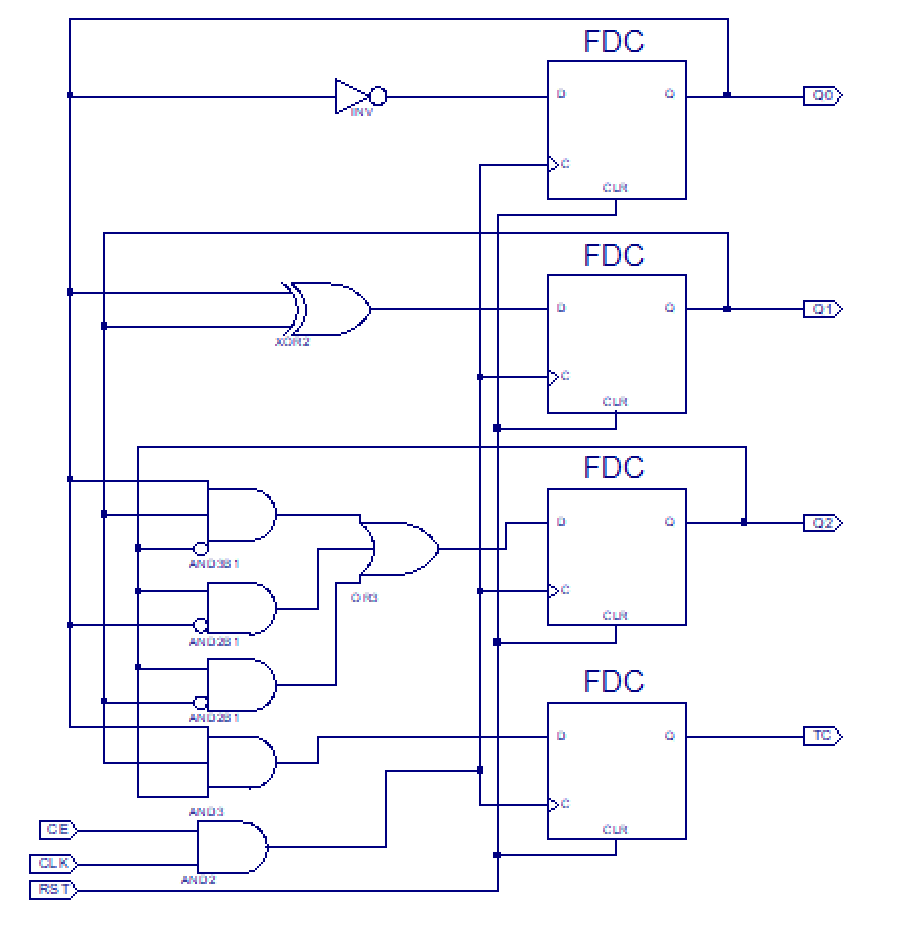 FDC
D
Q
Q0
INV
C
CLR
FDC
D
Q
Q1
XOR2
C
CLR
FDC
D
Q
Q2
AND3B1
OR3
C
CLR
AND2B1
FDC
AND2B1
D
Q
TC
C
AND3
CE
CLR
CLK
AND2
RST